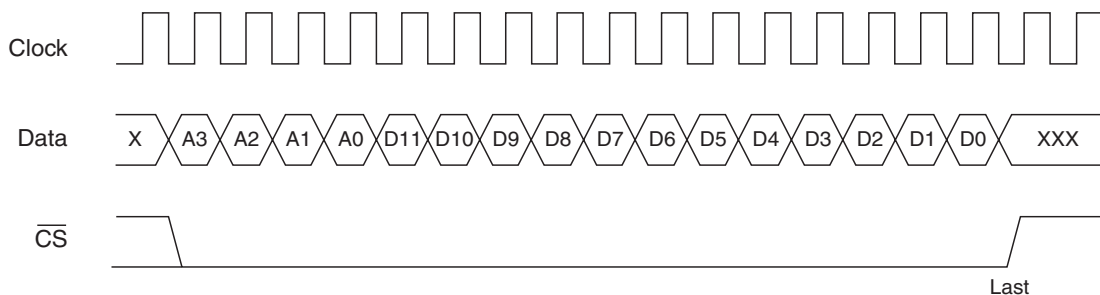 Clock
Data X A3 A2 A1 A0 D11 D10 D9 D8 D7 D6 D5 D4 D3 D2 D1 D0 XXX
C̅S̅
Last